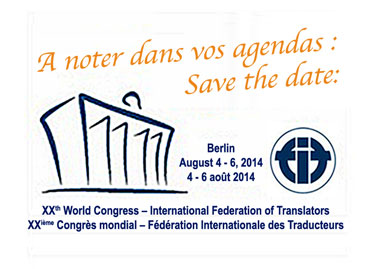 A noter dans vos agendas :
Save the date:
Berlin
August 4 - 6, 2014
4 - 6 août 2014
fit
XXth World Congress – International Federation of Translators
XXième Congrès mondial – Fédération Internationale des Traducteurs